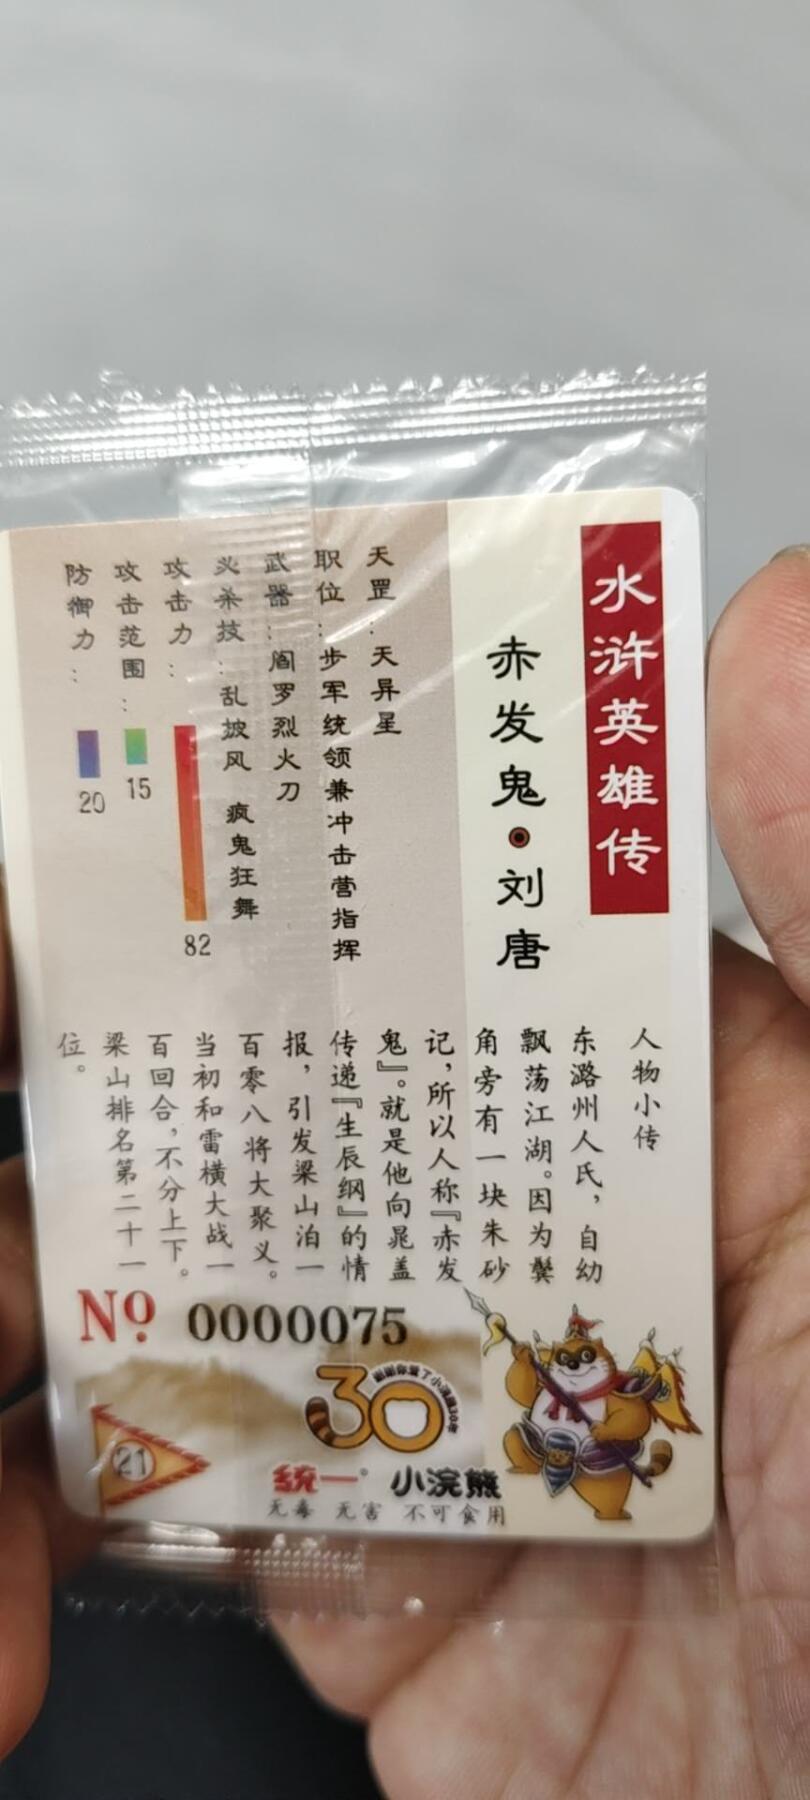 水浒英雄传
赤发鬼·刘唐
天罡：天异星
职位：步军统领兼冲击营指挥
武器：阎罗烈火刀
必杀技：乱披风 疯鬼狂舞
攻击力：
82
攻击范围：
15
防御力：
20
人物小传
东潞州人氏，自幼
飘荡江湖。因为鬓
角旁有一块朱砂
记，所以人称『赤发
鬼』。就是他向晁盖
传递『生辰纲』的情
报，引发梁山泊一
百零八将大聚义。
当初和雷横大战一
百回合，不分上下。
梁山排名第二十一
位。
Nº 0000075
30
21
统一® 小浣熊
无毒 无害 不可食用